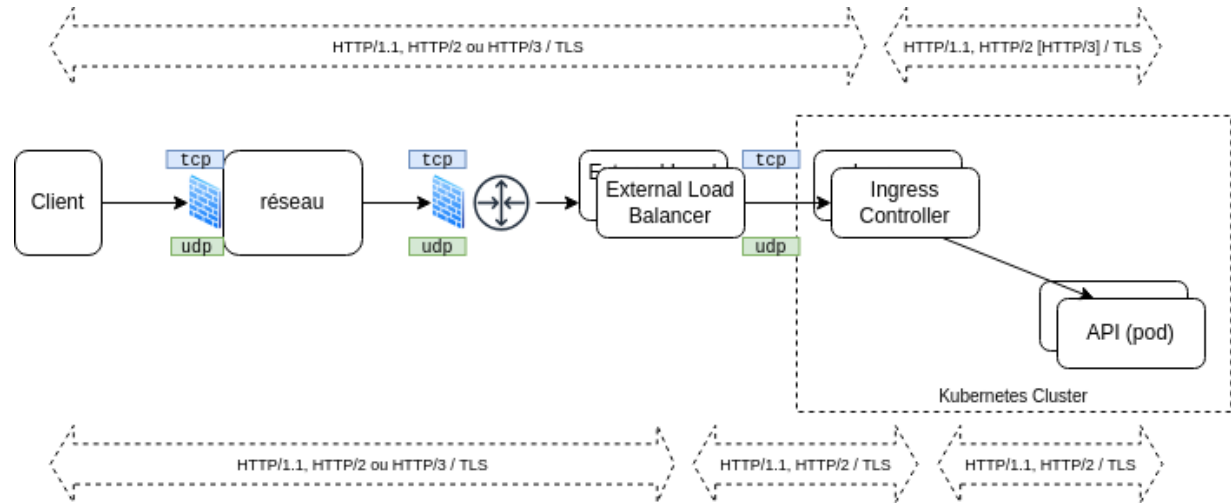 HTTP/1.1, HTTP/2 ou HTTP/3 / TLS
HTTP/1.1, HTTP/2 [HTTP/3] / TLS
tcp
tcp
tcp
Client
réseau
External Load
Balancer
Ingress
Controller
udp
udp
udp
API (pod)
Kubernetes Cluster
HTTP/1.1, HTTP/2 ou HTTP/3 / TLS
HTTP/1.1, HTTP/2 / TLS
HTTP/1.1, HTTP/2 / TLS